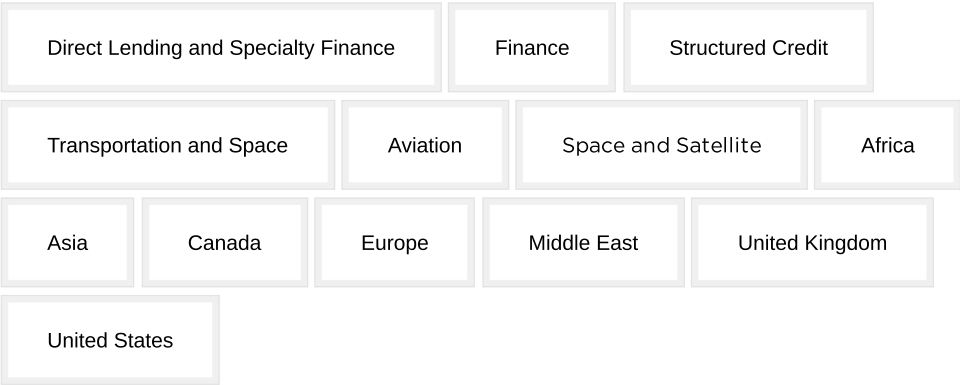 Direct Lending and Specialty Finance Finance Structured Credit
Transportation and Space Aviation Space and Satellite Africa
Asia Canada Europe Middle East United Kingdom
United States